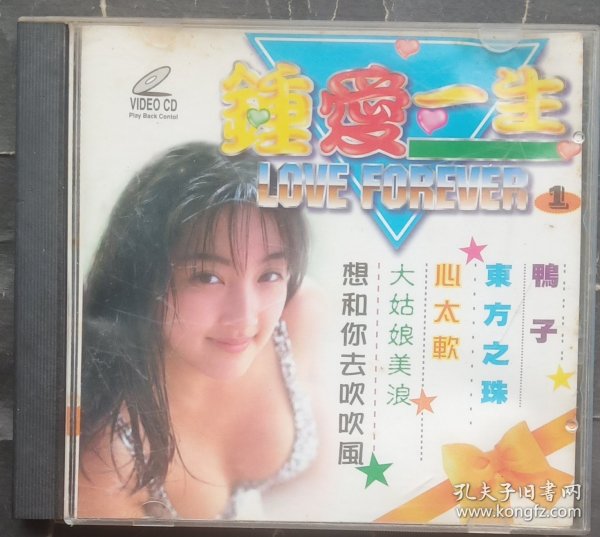 VIDEO CD
Play Back Contol
鍾愛一生
LOVE FOREVER
1
鴨子
東方之珠
心太軟
大姑娘美浪
想和你去吹吹風
孔夫子旧书网
www.kongfz.com